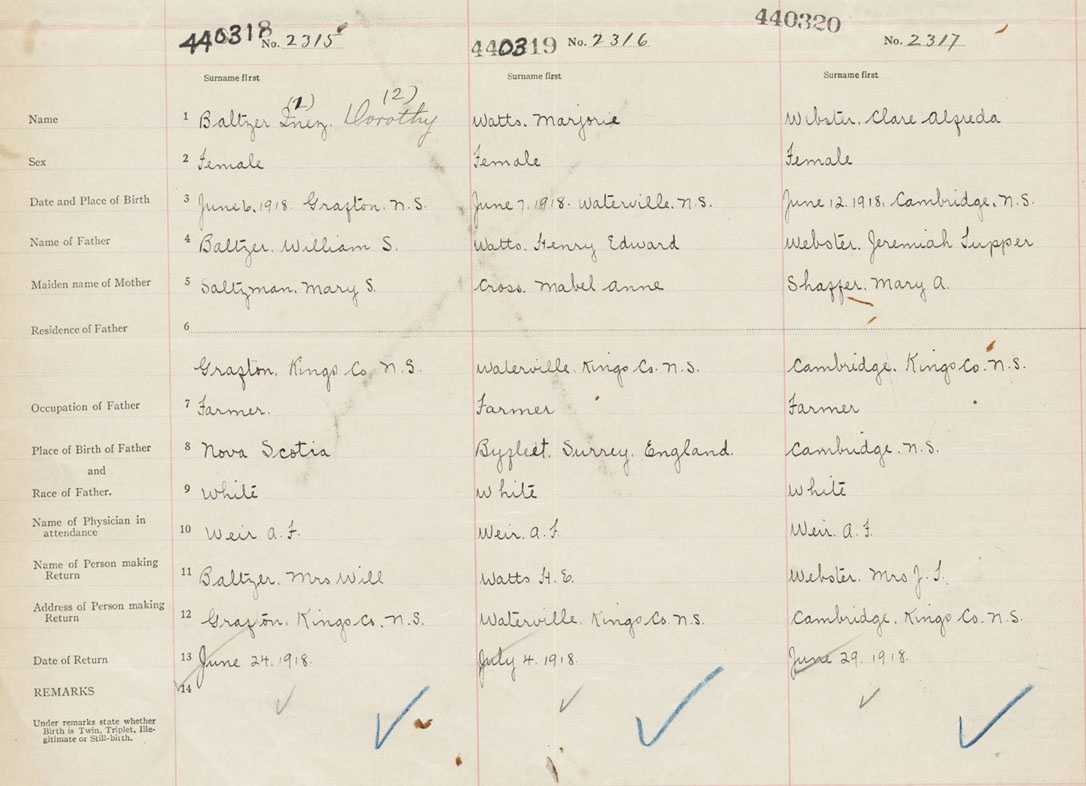 440318 No. 2315 440319 No. 2316 440320 No. 2317
Surname first Surname first Surname first
(1) (2)
Name 1 Baltzer Inez. Dorothy Watts. Marjorie Webster. Clare Alfreda
Sex 2 Female Female Female
Date and Place of Birth 3 June 6, 1918. Grafton, N.S. June 7, 1918. Waterville, N.S. June 12, 1918, Cambridge, N.S.
Name of Father 4 Baltzer. William S. Watts. Henry Edward Webster. Jeremiah Tupper
Maiden name of Mother 5 Saltzman, Mary S. Cross. Mabel Anne Shaffer. Mary A.
Residence of Father 6
Grafton, Kings Co. N.S. Waterville, Kings Co. N.S. Cambridge, Kings Co. N.S.
Occupation of Father 7 Farmer. Farmer Farmer
Place of Birth of Father 8 Nova Scotia Byfleet, Surrey, England. Cambridge. N.S.
and
Race of Father. 9 White White White
Name of Physician in 10 Weir A.F. Weir. A.F. Weir. A.F.
attendance
Name of Person making 11 Baltzer. Mrs Will Watts H.E. Webster. Mrs J.T.
Return
Address of Person making 12 Grafton, Kings Co. N.S. Waterville, Kings Co. N.S. Cambridge, Kings Co. N.S.
Return
Date of Return 13 June 24. 1918. July 4. 1918. June 29. 1918.
REMARKS 14
Under remarks state whether
Birth is Twin, Triplet, Ille-
gitimate or Still-birth.